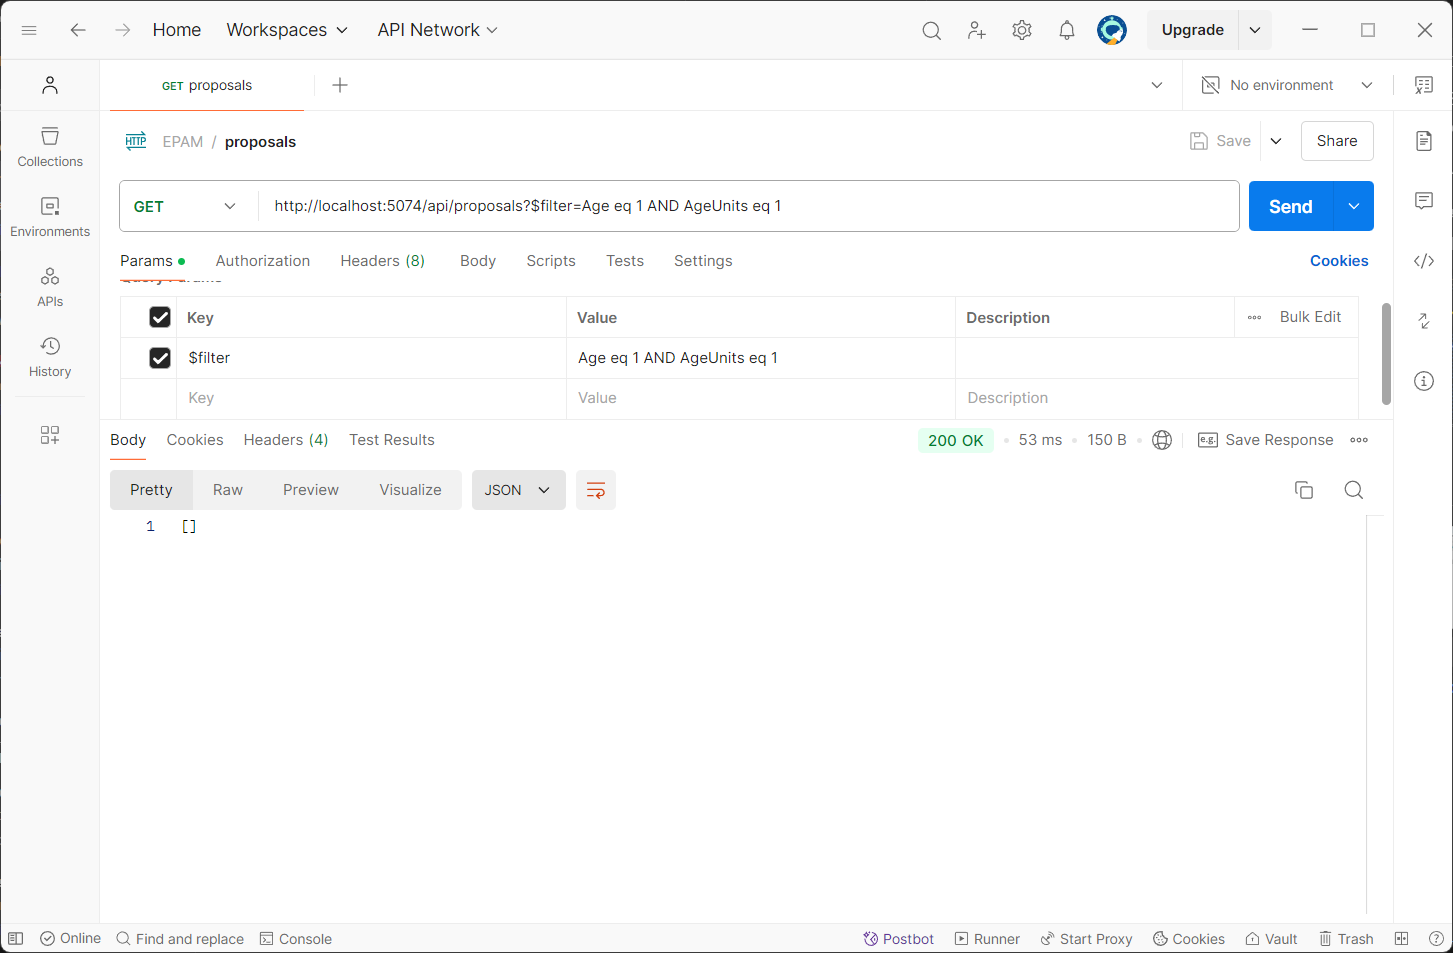 Home Workspaces API Network Upgrade
GET proposals No environment
HTTP EPAM / proposals Save Share
Collections
Environments
APIs
History
GET http://localhost:5074/api/proposals?$filter=Age eq 1 AND AgeUnits eq 1 Send
Params Authorization Headers (8) Body Scripts Tests Settings Cookies
Query Params
Key Value Description Bulk Edit
$filter Age eq 1 AND AgeUnits eq 1
Key Value Description
Body Cookies Headers (4) Test Results 200 OK 53 ms 150 B e.g. Save Response
Pretty Raw Preview Visualize JSON
1 []
Online Find and replace Console Postbot Runner Start Proxy Cookies Vault Trash